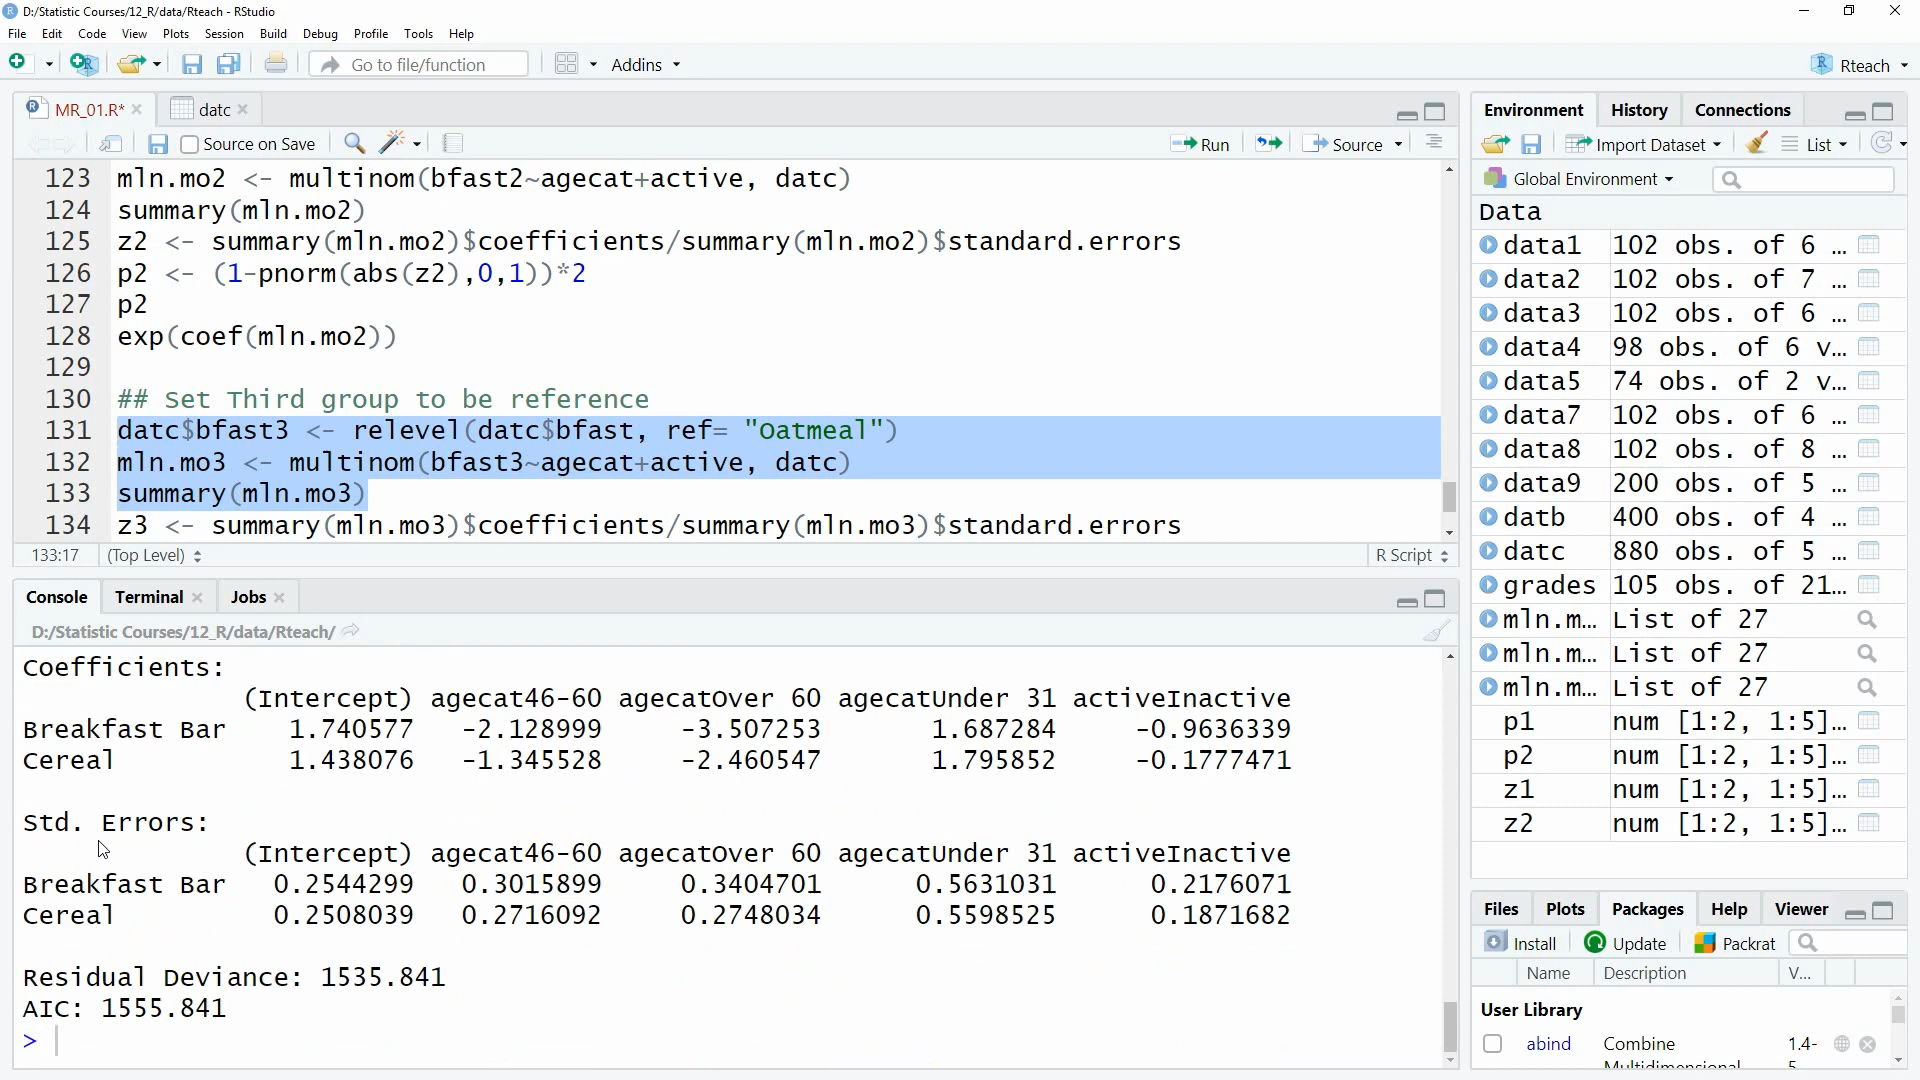 D:/Statistic Courses/12_R/data/Rteach - RStudio
File Edit Code View Plots Session Build Debug Profile Tools Help
Go to file/function Addins Rteach
MR_01.R* datc
Source on Save Run Source
123 mln.mo2 <- multinom(bfast2~agecat+active, datc)
124 summary(mln.mo2)
125 z2 <- summary(mln.mo2)$coefficients/summary(mln.mo2)$standard.errors
126 p2 <- (1-pnorm(abs(z2),0,1))*2
127 p2
128 exp(coef(mln.mo2))
129
130 ## Set Third group to be reference
131 datc$bfast3 <- relevel(datc$bfast, ref= "Oatmeal")
132 mln.mo3 <- multinom(bfast3~agecat+active, datc)
133 summary(mln.mo3)
134 z3 <- summary(mln.mo3)$coefficients/summary(mln.mo3)$standard.errors
133:17 (Top Level) R Script
Console Terminal Jobs
D:/Statistic Courses/12_R/data/Rteach/
Coefficients:
(Intercept) agecat46-60 agecatOver 60 agecatUnder 31 activeInactive
Breakfast Bar 1.740577 -2.128999 -3.507253 1.687284 -0.9636339
Cereal 1.438076 -1.345528 -2.460547 1.795852 -0.1777471
Std. Errors:
(Intercept) agecat46-60 agecatOver 60 agecatUnder 31 activeInactive
Breakfast Bar 0.2544299 0.3015899 0.3404701 0.5631031 0.2176071
Cereal 0.2508039 0.2716092 0.2748034 0.5598525 0.1871682
Residual Deviance: 1535.841
AIC: 1555.841
>
Environment History Connections
Import Dataset List
Global Environment
Data
data1 102 obs. of 6 ...
data2 102 obs. of 7 ...
data3 102 obs. of 6 ...
data4 98 obs. of 6 v...
data5 74 obs. of 2 v...
data7 102 obs. of 6 ...
data8 102 obs. of 8 ...
data9 200 obs. of 5 ...
datb 400 obs. of 4 ...
datc 880 obs. of 5 ...
grades 105 obs. of 21...
mln.m... List of 27
mln.m... List of 27
mln.m... List of 27
p1 num [1:2, 1:5]...
p2 num [1:2, 1:5]...
z1 num [1:2, 1:5]...
z2 num [1:2, 1:5]...
Files Plots Packages Help Viewer
Install Update Packrat
Name Description V...
User Library
abind Combine 1.4-
Multidimensional 5